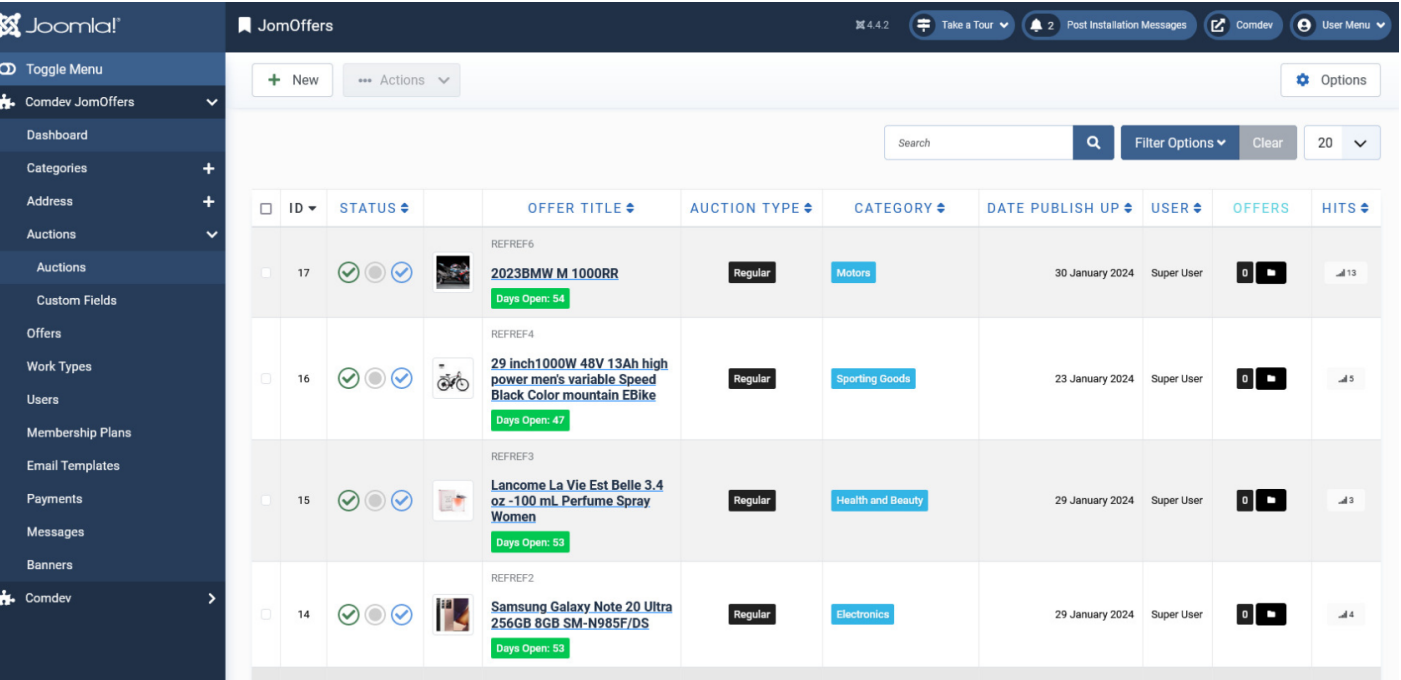 Joomla!®
JomOffers
4.4.2
Take a Tour
2 Post Installation Messages
Comdev
User Menu
Toggle Menu
Comdev JomOffers
Dashboard
Categories
Address
Auctions
Auctions
Custom Fields
Offers
Work Types
Users
Membership Plans
Email Templates
Payments
Messages
Banners
Comdev
New
Actions
Options
Search
Filter Options
Clear
20
ID STATUS OFFER TITLE AUCTION TYPE CATEGORY DATE PUBLISH UP USER OFFERS HITS
REFREF6
17 2023BMW M 1000RR Regular Motors 30 January 2024 Super User 0 13
Days Open: 54
REFREF4
29 inch1000W 48V 13Ah high
16 power men's variable Speed Regular Sporting Goods 23 January 2024 Super User 0 5
Black Color mountain EBike
Days Open: 47
REFREF3
Lancome La Vie Est Belle 3.4
15 oz -100 mL Perfume Spray Regular Health and Beauty 29 January 2024 Super User 0 3
Women
Days Open: 53
REFREF2
Samsung Galaxy Note 20 Ultra
14 256GB 8GB SM-N985F/DS Regular Electronics 29 January 2024 Super User 0 4
Days Open: 53